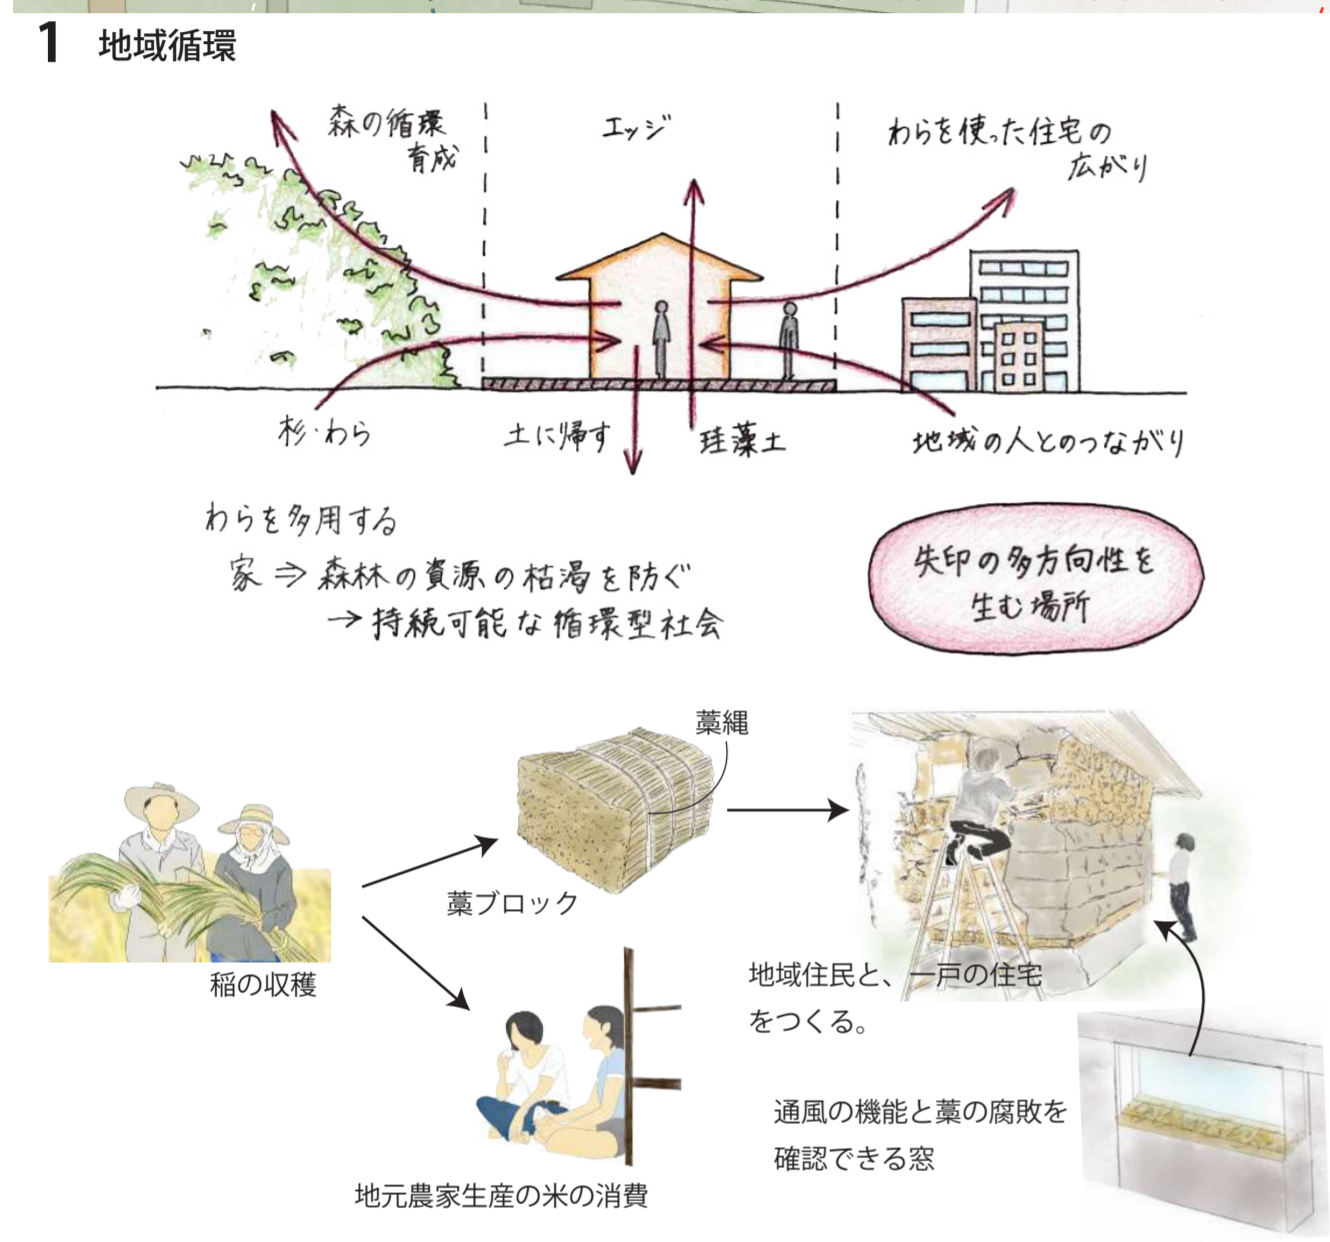 1 地域循環
森の循環
育成
エッジ
わらを使った住宅の
広がり
杉・わら
土に帰す
珪藻土
地域の人とのつながり
わらを多用する
家⇒森林の資源の枯渇を防ぐ
→持続可能な循環型社会
矢印の多方向性を
生む場所
藁縄
藁ブロック
稲の収穫
地域住民と、一戸の住宅
をつくる。
通風の機能と藁の腐敗を
確認できる窓
地元農家生産の米の消費